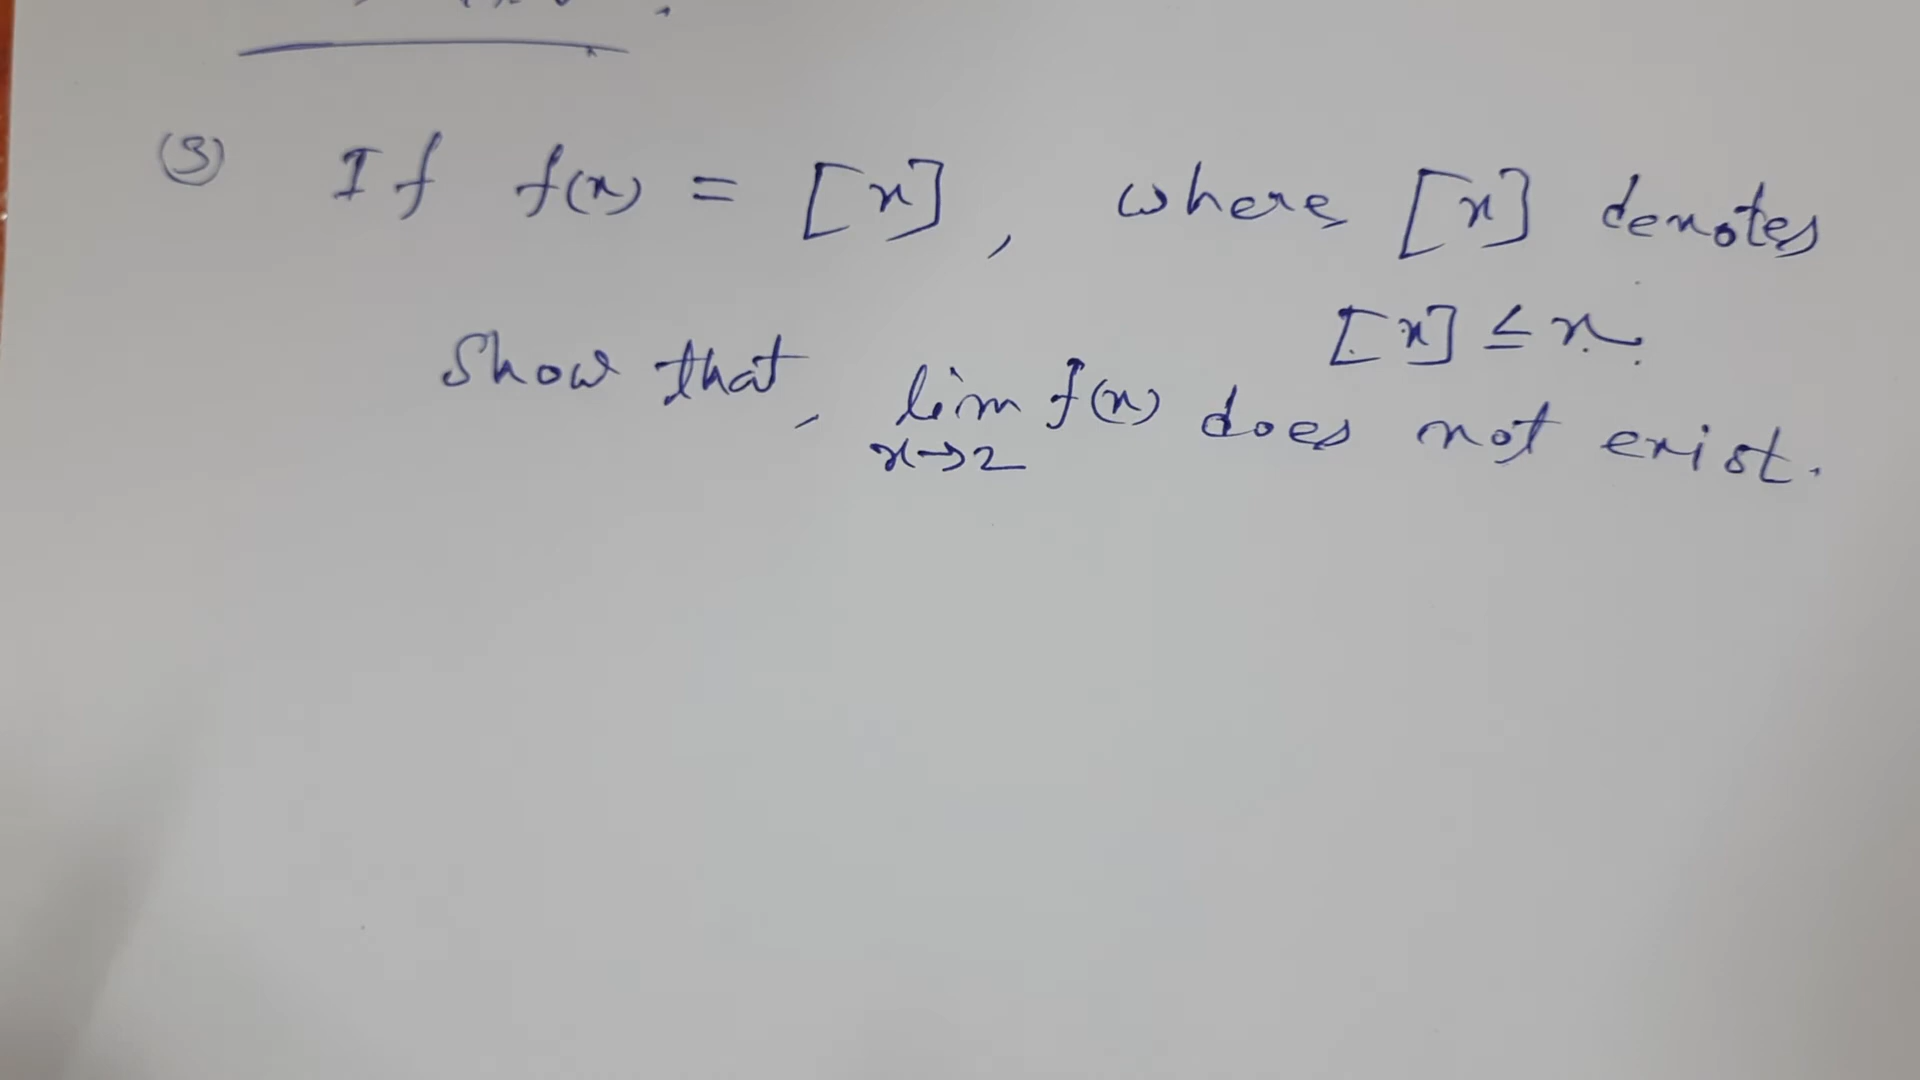 (3) If f(x) = [x], where [x] denotes
[x] ≤ x.
Show that, lim f(x) does not exist.
x→2